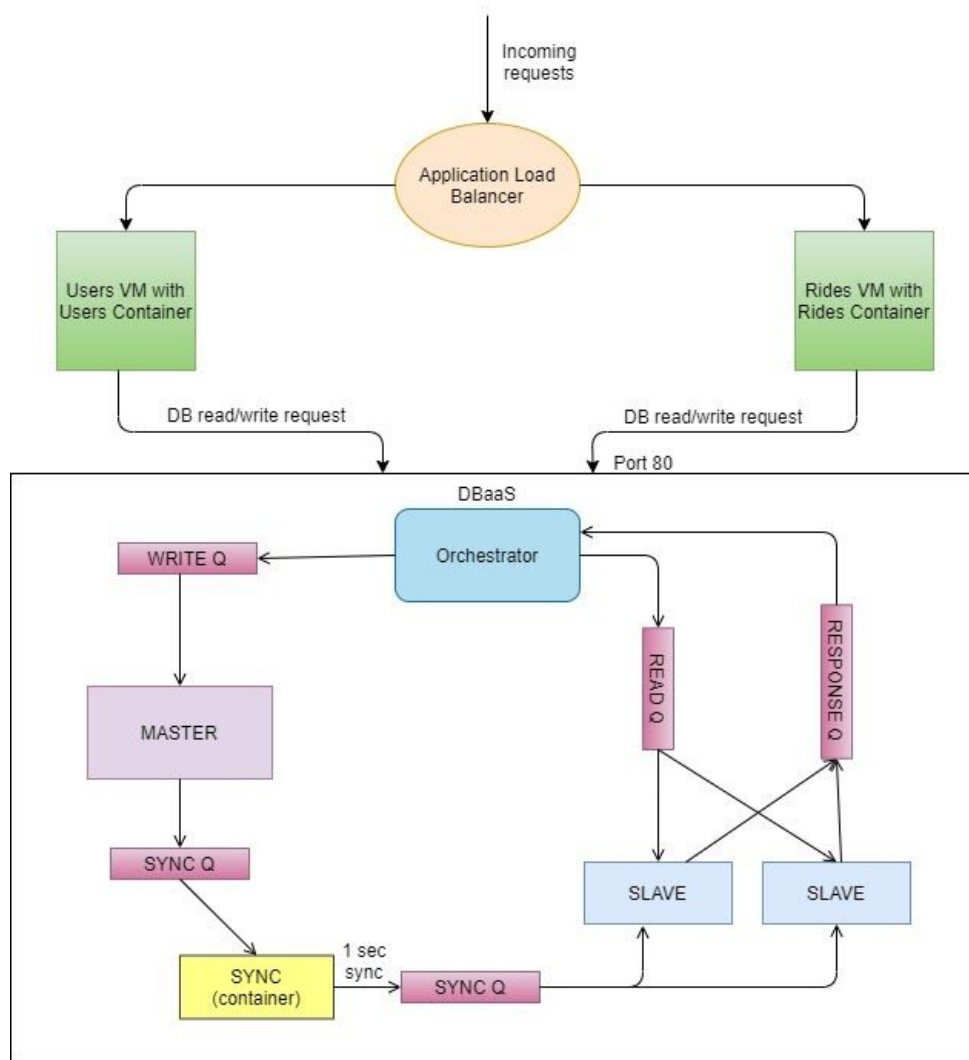 Incoming
requests
Application Load
Balancer
Users VM with
Users Container
Rides VM with
Rides Container
DB read/write request
DB read/write request
Port 80
DBaaS
Orchestrator
WRITE Q
READ Q
RESPONSE Q
MASTER
SYNC Q
SLAVE
SLAVE
1 sec
sync
SYNC
(container)
SYNC Q